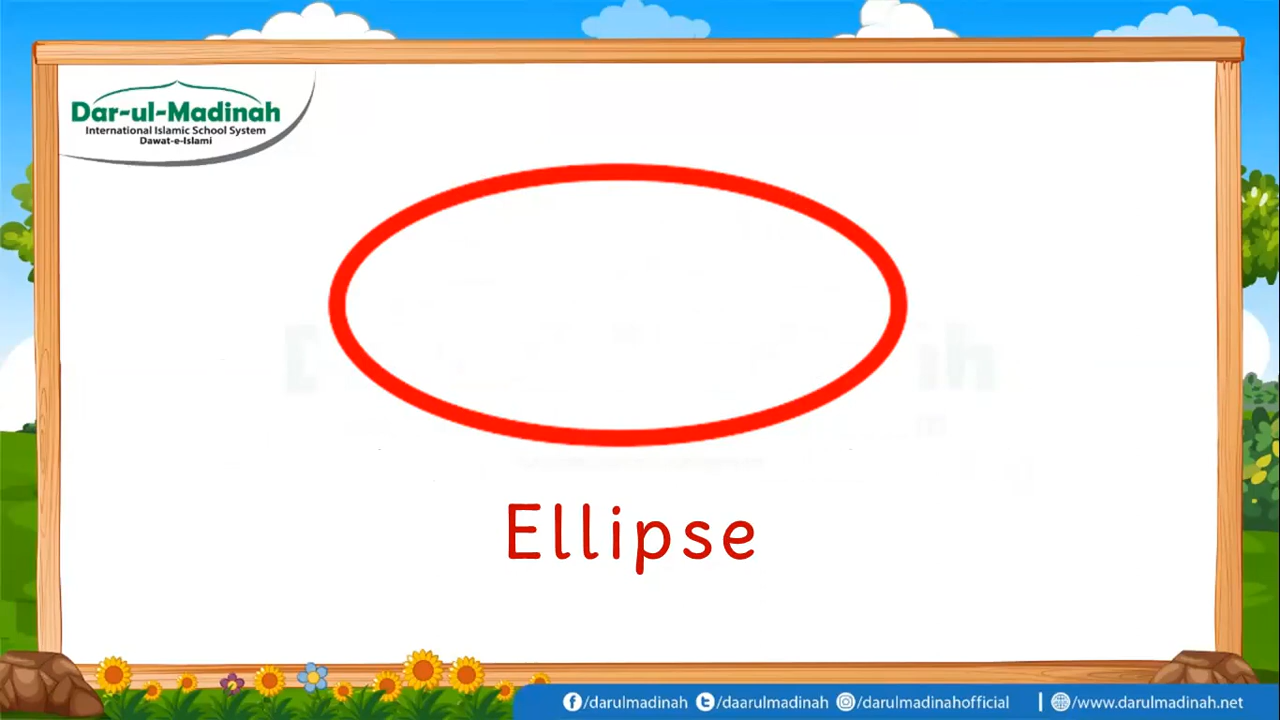 Dar-ul-Madinah
International Islamic School System
Dawat-e-Islami
Ellipse
/darulmadinah /daarulmadinah /darulmadinahofficial | /www.darulmadinah.net